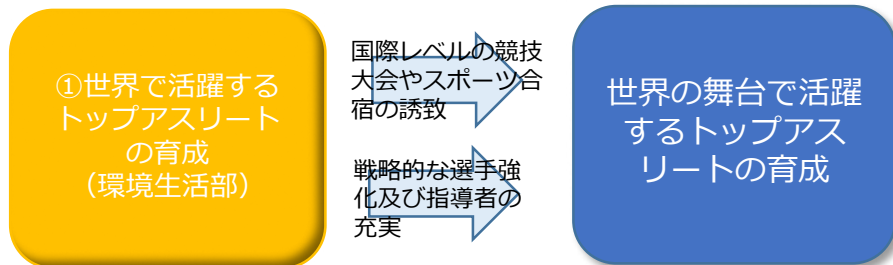 ①世界で活躍する
トップアスリート
の育成
（環境生活部）
国際レベルの競技
大会やスポーツ合
宿の誘致
戦略的な選手強
化及び指導者の
充実
世界の舞台で活躍
するトップアス
リートの育成